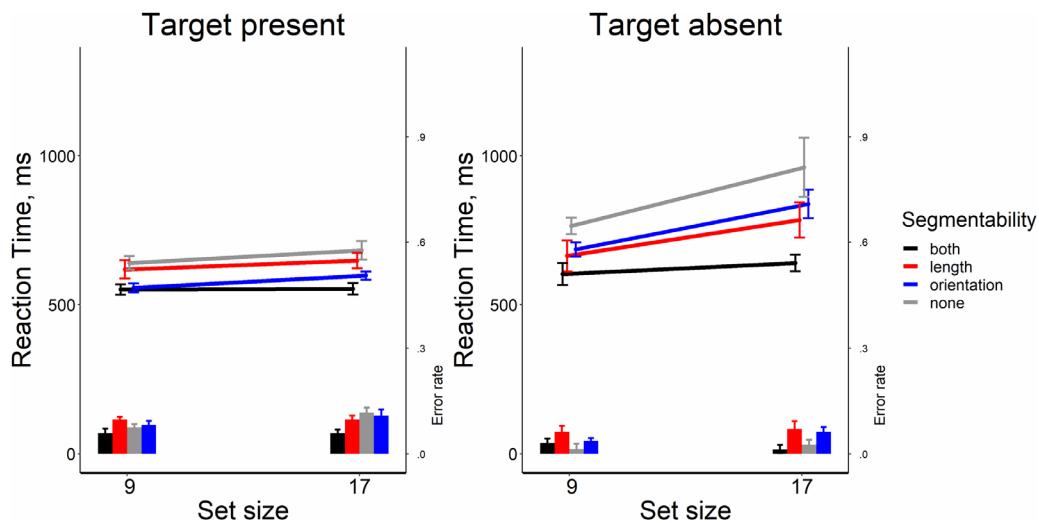 Target present
Target absent
Reaction Time, ms
1000
500
0
.9
.6
.3
.0
Error rate
9
17
Set size
Reaction Time, ms
1000
500
0
.9
.6
.3
.0
Error rate
9
17
Set size
Segmentability
both
length
orientation
none